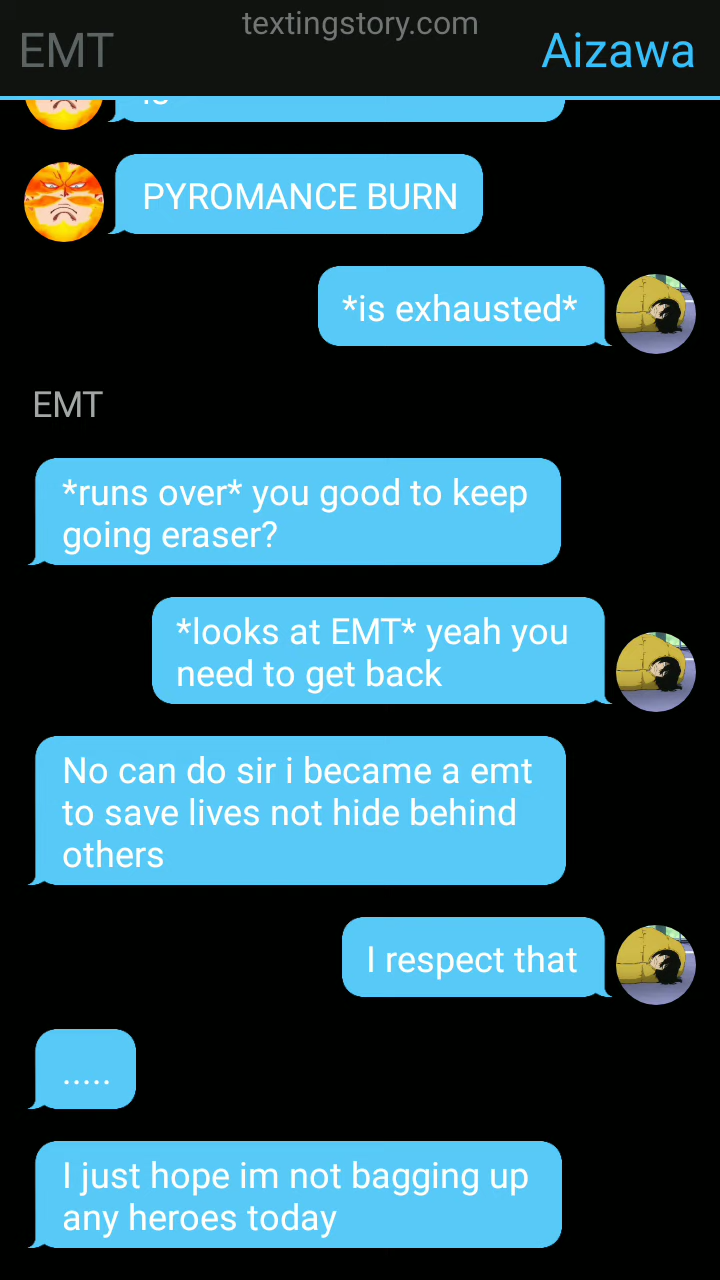 textingstory.com
EMT
Aizawa
PYROMANCE BURN
*is exhausted*
EMT
*runs over* you good to keep
going eraser?
*looks at EMT* yeah you
need to get back
No can do sir i became a emt
to save lives not hide behind
others
I respect that
.....
I just hope im not bagging up
any heroes today